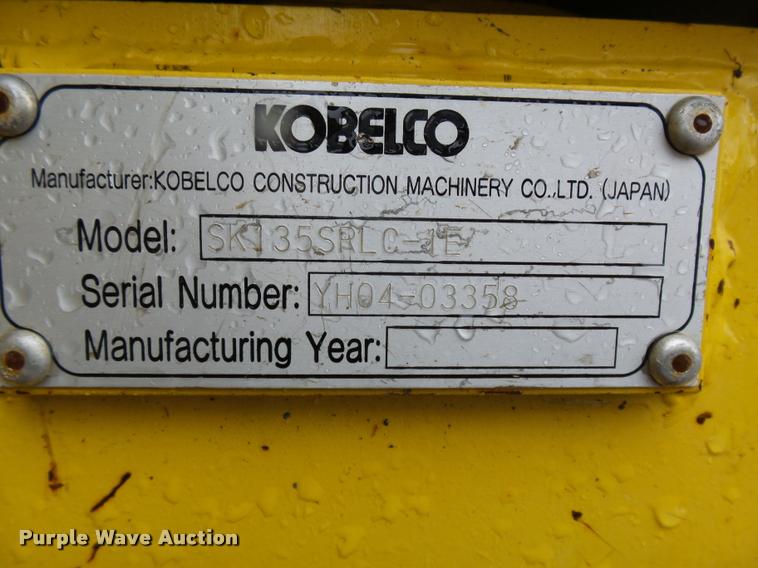 KOBELCO
Manufacturer:KOBELCO CONSTRUCTION MACHINERY CO.,LTD. (JAPAN)
Model: SK135SRLC-1E
Serial Number: YH04-03358
Manufacturing Year:
Purple Wave Auction